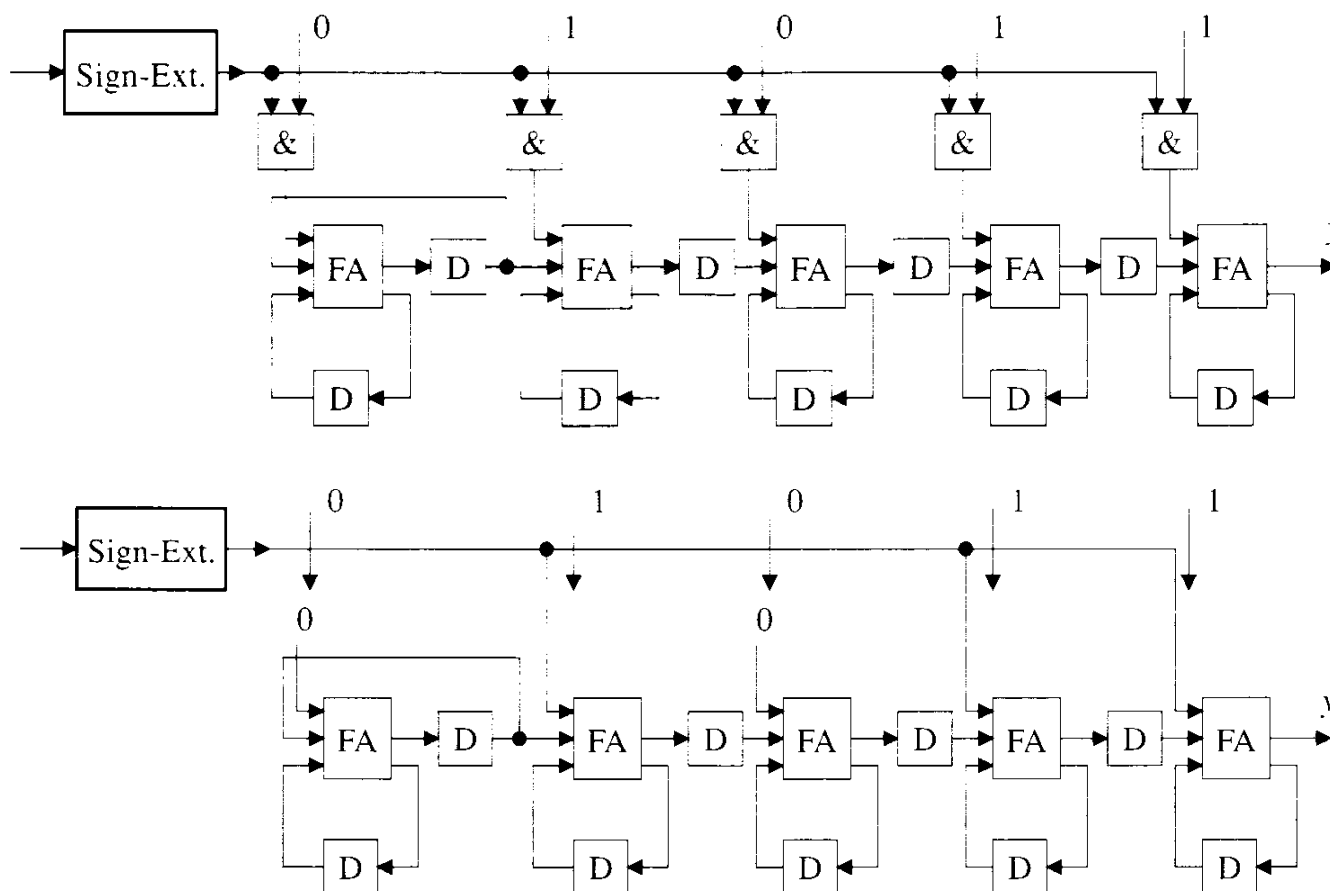 0 1 0 1 1
Sign-Ext.
& & & & &
FA D FA D FA D FA D FA
D D D D D
0 1 0 1 1
Sign-Ext.
0 0
FA D FA D FA D FA D FA y
D D D D D